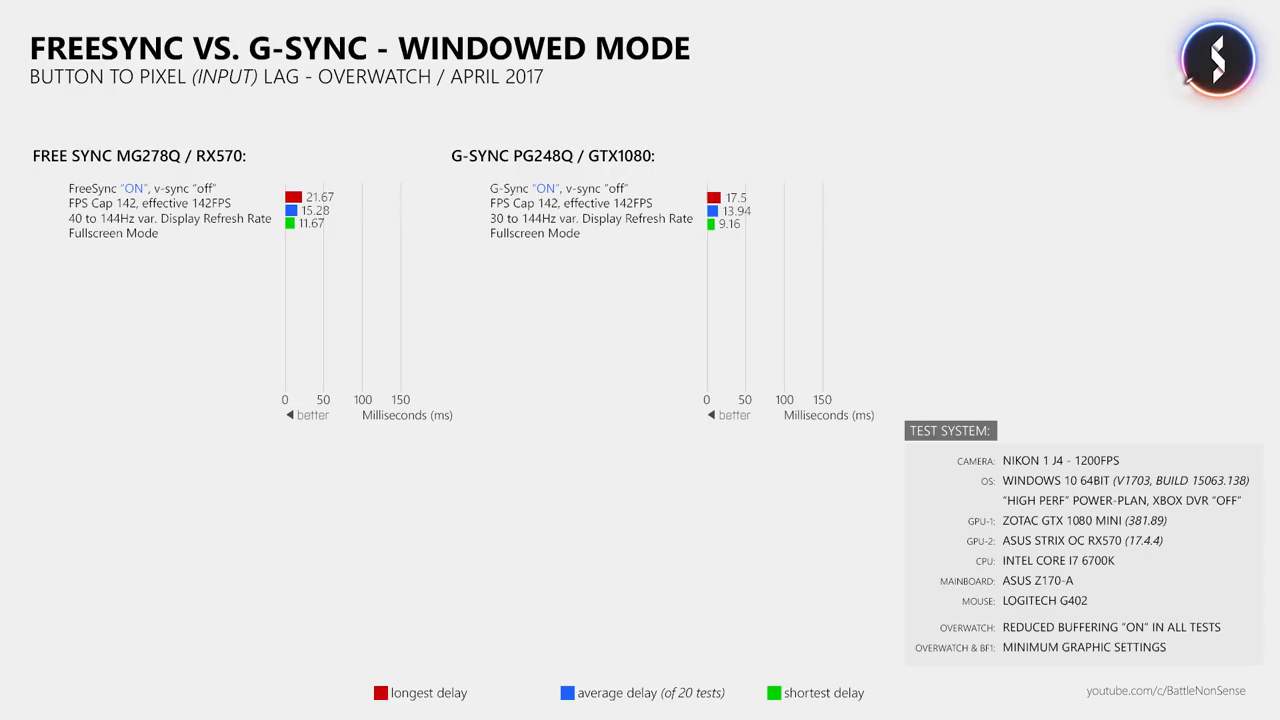 FREESYNC VS. G-SYNC - WINDOWED MODE
BUTTON TO PIXEL (INPUT) LAG - OVERWATCH / APRIL 2017
FREE SYNC MG278Q / RX570:
FreeSync "ON", v-sync "off"
FPS Cap 142, effective 142FPS
40 to 144Hz var. Display Refresh Rate
Fullscreen Mode
21.67
15.28
11.67
0 50 100 150
better Milliseconds (ms)
G-SYNC PG248Q / GTX1080:
G-Sync "ON", v-sync "off"
FPS Cap 142, effective 142FPS
30 to 144Hz var. Display Refresh Rate
Fullscreen Mode
17.5
13.94
9.16
0 50 100 150
better Milliseconds (ms)
TEST SYSTEM:
CAMERA: NIKON 1 J4 - 1200FPS
OS: WINDOWS 10 64BIT (V1703, BUILD 15063.138)
"HIGH PERF" POWER-PLAN, XBOX DVR "OFF"
GPU-1: ZOTAC GTX 1080 MINI (381.89)
GPU-2: ASUS STRIX OC RX570 (17.4.4)
CPU: INTEL CORE I7 6700K
MAINBOARD: ASUS Z170-A
MOUSE: LOGITECH G402
OVERWATCH: REDUCED BUFFERING "ON" IN ALL TESTS
OVERWATCH & BF1: MINIMUM GRAPHIC SETTINGS
longest delay average delay (of 20 tests) shortest delay
youtube.com/c/BattleNonSense